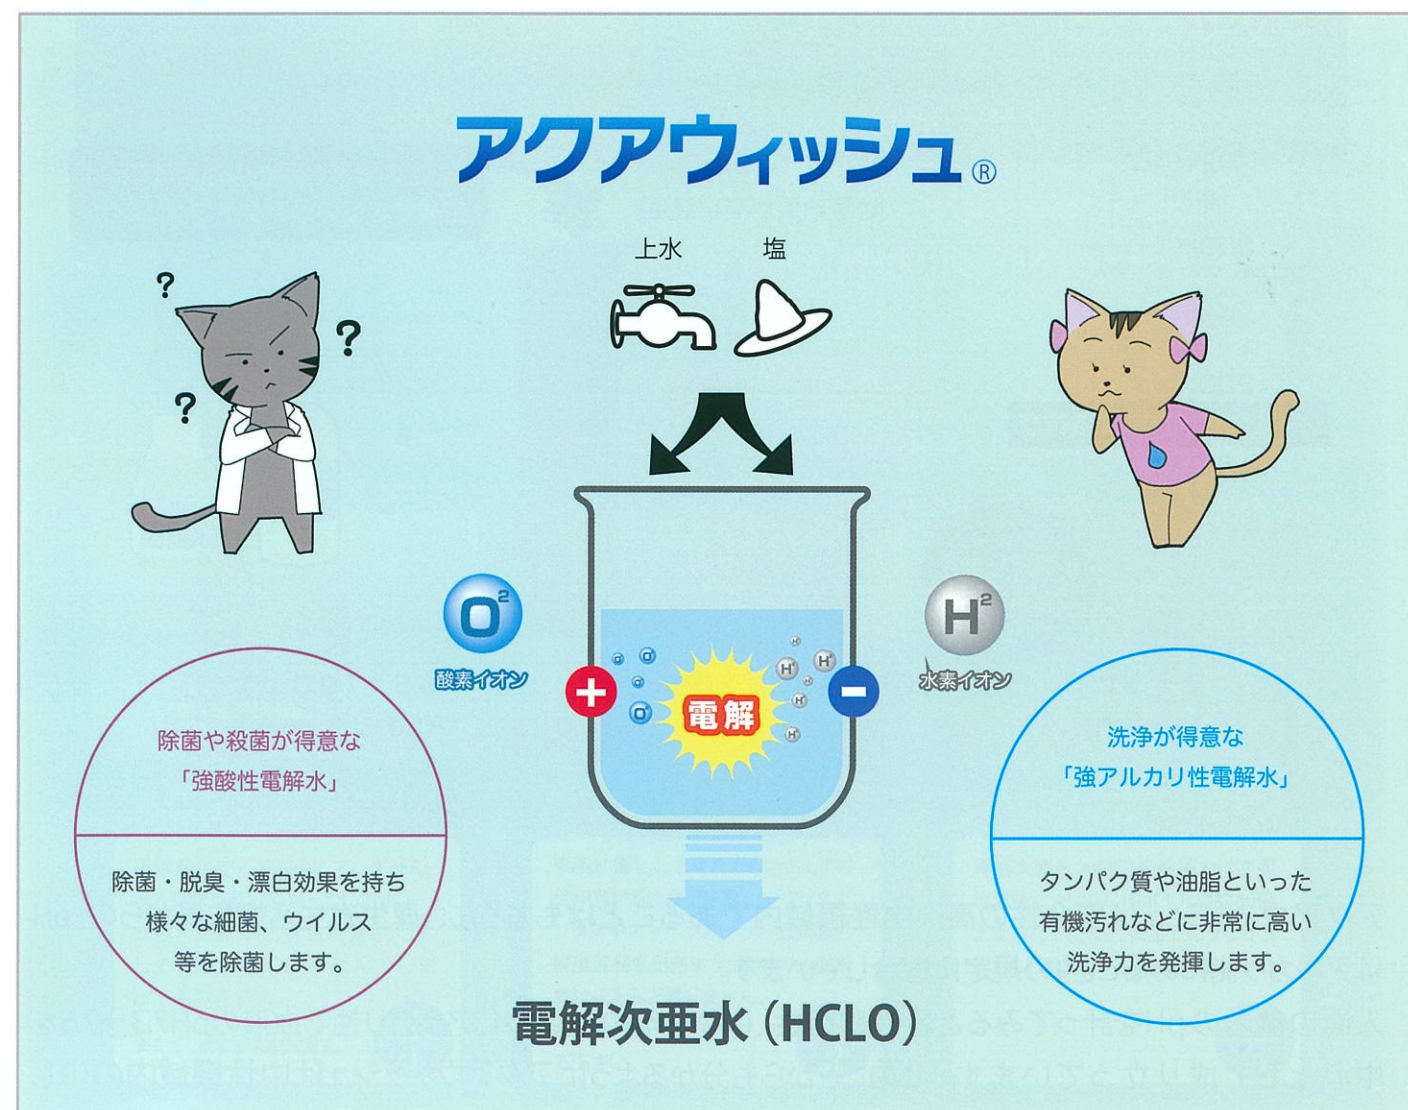 アクアウィッシュ®
上水
塩
?
?
?
O²
酸素イオン
H²
水素イオン
+
−
電解
除菌や殺菌が得意な
「強酸性電解水」
除菌・脱臭・漂白効果を持ち
様々な細菌、ウイルス
等を除菌します。
洗浄が得意な
「強アルカリ性電解水」
タンパク質や油脂といった
有機汚れなどに非常に高い
洗浄力を発揮します。
電解次亜水（HCLO）